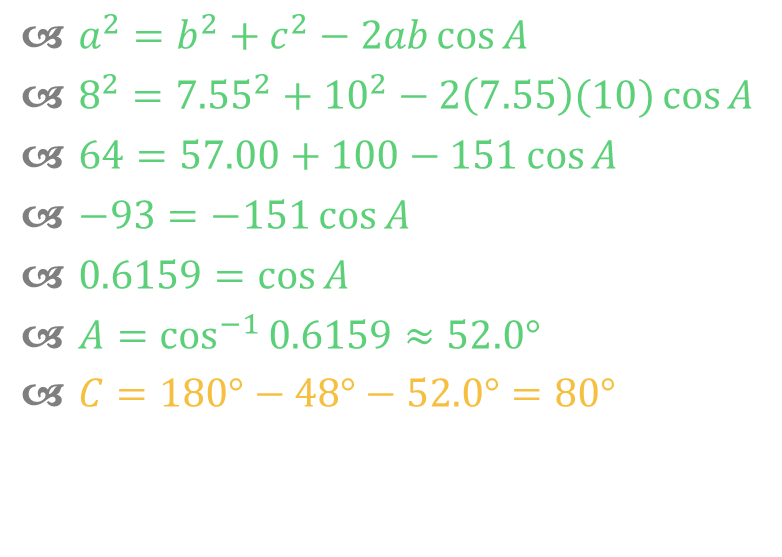 a² = b² + c² − 2ab cos A
8² = 7.55² + 10² − 2(7.55)(10) cos A
64 = 57.00 + 100 − 151 cos A
−93 = −151 cos A
0.6159 = cos A
A = cos⁻¹ 0.6159 ≈ 52.0°
C = 180° − 48° − 52.0° = 80°